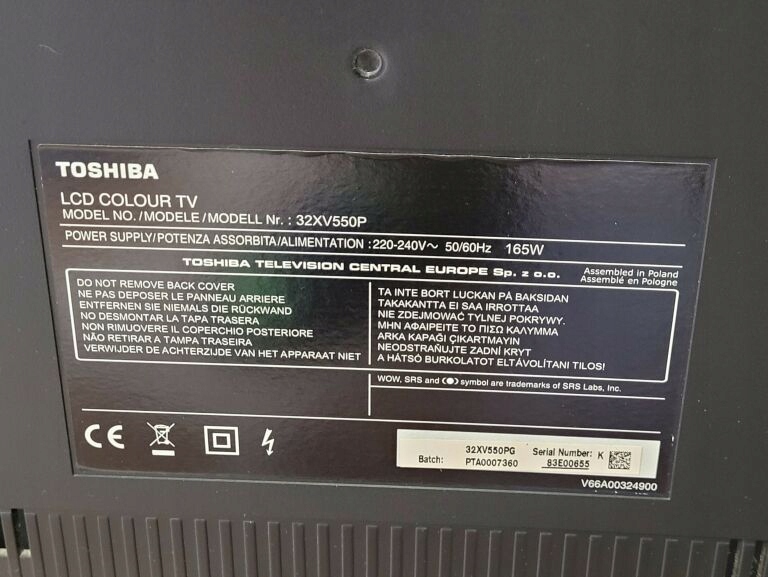 TOSHIBA
LCD COLOUR TV
MODEL NO./MODELE/MODELL Nr. : 32XV550P
POWER SUPPLY/POTENZA ASSORBITA/ALIMENTATION :220-240V~ 50/60Hz 165W
TOSHIBA TELEVISION CENTRAL EUROPE Sp. z o.o.
Assembled in Poland
Assemblé en Pologne
DO NOT REMOVE BACK COVER
NE PAS DEPOSER LE PANNEAU ARRIERE
ENTFERNEN SIE NIEMALS DIE RÜCKWAND
NO DESMONTAR LA TAPA TRASERA
NON RIMUOVERE IL COPERCHIO POSTERIORE
NÃO RETIRAR A TAMPA TRASEIRA
VERWIJDER DE ACHTERZIJDE VAN HET APPARAAT NIET
TA INTE BORT LUCKAN PÅ BAKSIDAN
TAKAKANTTA EI SAA IRROTTAA
NIE ZDEJMOWAĆ TYLNEJ POKRYWY.
ΜΗΝ ΑΦΑΙΡΕΙΤΕ ΤΟ ΠΙΣΩ ΚΑΛΥΜΜΑ
ARKA KAPAĞI ÇIKARTMAYIN
NEODSTRAŇUJTE ZADNÍ KRYT
A HÁTSÓ BURKOLATOT ELTÁVOLÍTANI TILOS!
WOW, SRS and symbol are trademarks of SRS Labs, Inc.
CE
32XV550PG Serial Number: K
Batch: PTA0007360 83E00655
V66A00324900